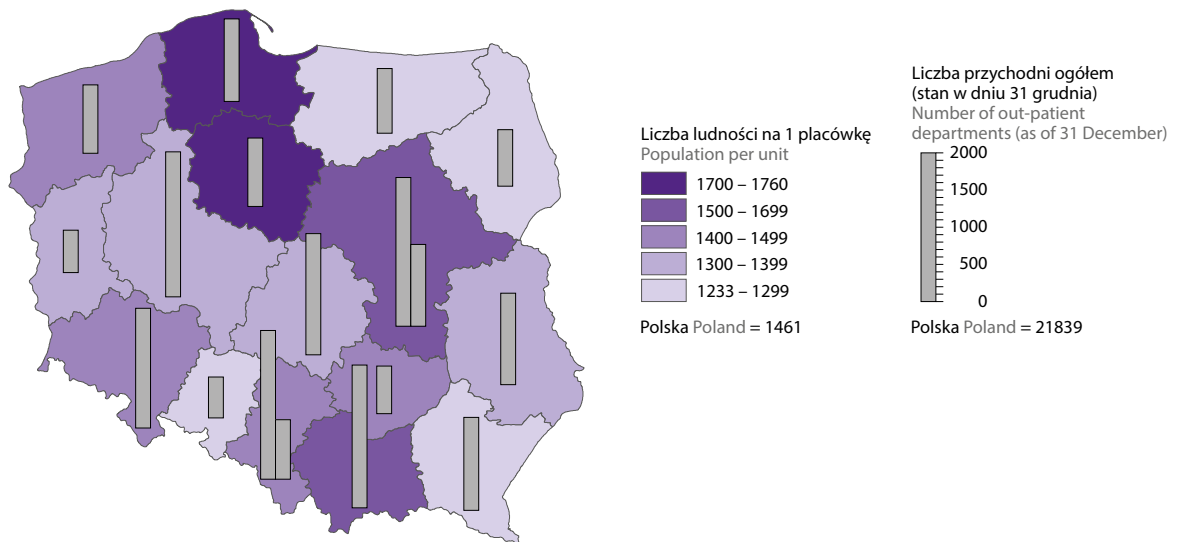 Liczba ludności na 1 placówkę
Population per unit
1700 – 1760
1500 – 1699
1400 – 1499
1300 – 1399
1233 – 1299
Polska Poland = 1461
Liczba przychodni ogółem
(stan w dniu 31 grudnia)
Number of out-patient
departments (as of 31 December)
2000
1500
1000
500
0
Polska Poland = 21839